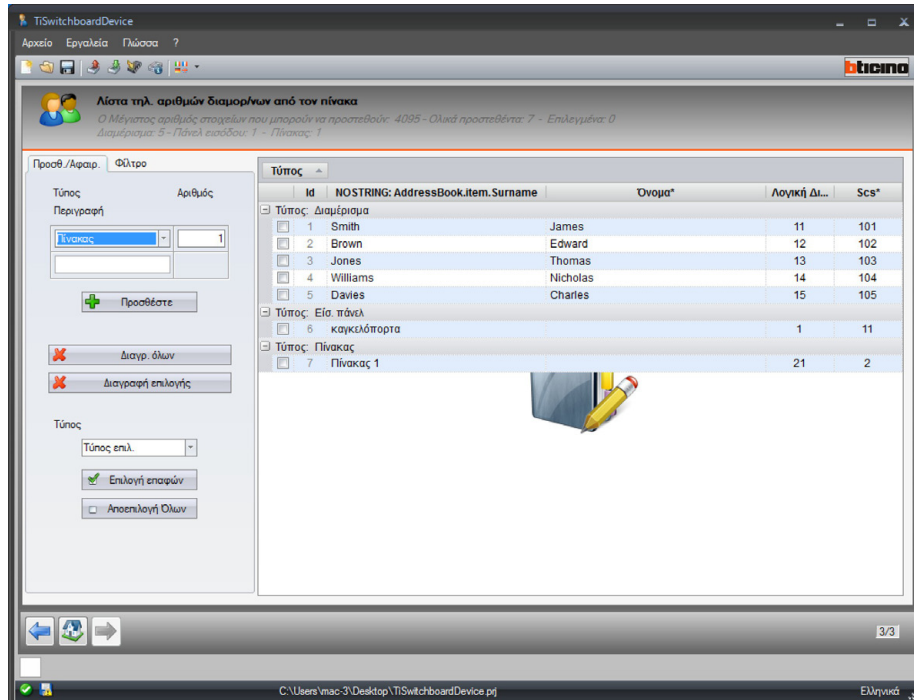 TiSwitchboardDevice
Αρχείο Εργαλεία Γλώσσα ?
bticino
Λίστα τηλ. αριθμών διαμορ/νων από τον πίνακα
Ο Μέγιστος αριθμός στοιχείων που μπορούν να προστεθούν: 4095 - Ολικά προστεθέντα: 7 - Επιλεγμένα: 0
Διαμέρισμα: 5 - Πάνελ εισόδου: 1 - Πίνακας: 1
Προσθ./Αφαιρ. Φίλτρο
Τύπος Αριθμός
Περιγραφή
Πίνακας 1
Προσθέστε
Διαγρ. όλων
Διαγραφή επιλογής
Τύπος
Τύπος επιλ.
Επιλογή επαφών
Αποεπιλογή Όλων
Τύπος
Id NOSTRING: AddressBook.item.Surname Όνομα* Λογική Δι... Scs*
Τύπος: Διαμέρισμα
1 Smith James 11 101
2 Brown Edward 12 102
3 Jones Thomas 13 103
4 Williams Nicholas 14 104
5 Davies Charles 15 105
Τύπος: Είσ. πάνελ
6 καγκελόπορτα 1 11
Τύπος: Πίνακας
7 Πίνακας 1 21 2
3/3
C:\Users\mac-3\Desktop\TiSwitchboardDevice.prj Ελληνικά